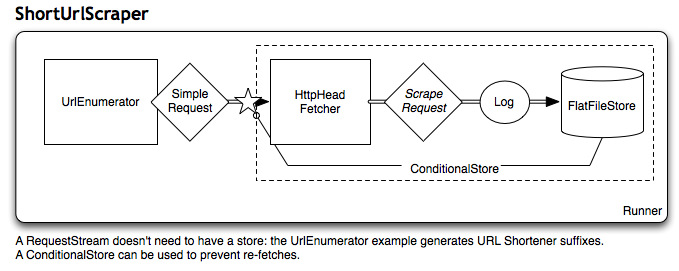 ShortUrlScraper
UrlEnumerator
Simple
Request
HttpHead
Fetcher
Scrape
Request
Log
FlatFileStore
ConditionalStore
Runner
A RequestStream doesn't need to have a store: the UrlEnumerator example generates URL Shortener suffixes.
A ConditionalStore can be used to prevent re-fetches.